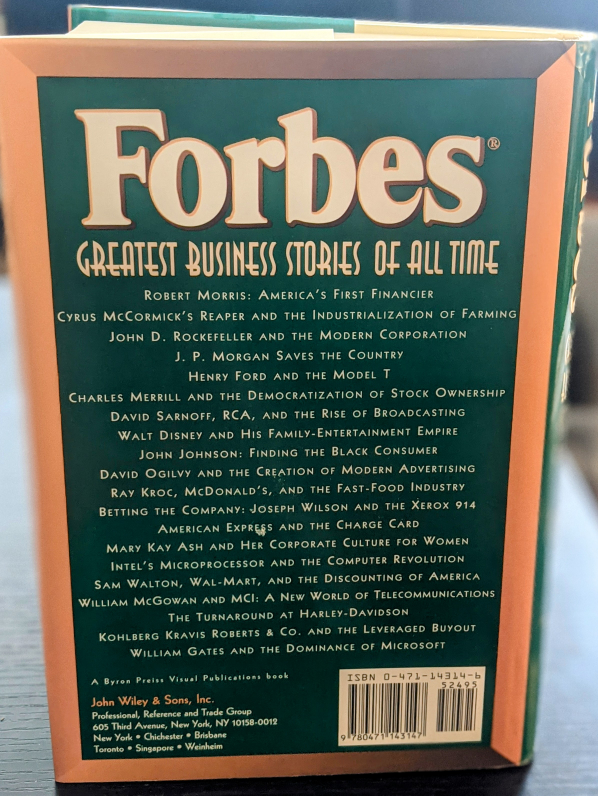 Forbes®
GREATEST BUSINESS STORIES OF ALL TIME
ROBERT MORRIS: AMERICA'S FIRST FINANCIER
CYRUS MCCORMICK'S REAPER AND THE INDUSTRIALIZATION OF FARMING
JOHN D. ROCKEFELLER AND THE MODERN CORPORATION
J. P. MORGAN SAVES THE COUNTRY
HENRY FORD AND THE MODEL T
CHARLES MERRILL AND THE DEMOCRATIZATION OF STOCK OWNERSHIP
DAVID SARNOFF, RCA, AND THE RISE OF BROADCASTING
WALT DISNEY AND HIS FAMILY-ENTERTAINMENT EMPIRE
JOHN JOHNSON: FINDING THE BLACK CONSUMER
DAVID OGILVY AND THE CREATION OF MODERN ADVERTISING
RAY KROC, MCDONALD'S, AND THE FAST-FOOD INDUSTRY
BETTING THE COMPANY: JOSEPH WILSON AND THE XEROX 914
AMERICAN EXPRESS AND THE CHARGE CARD
MARY KAY ASH AND HER CORPORATE CULTURE FOR WOMEN
INTEL'S MICROPROCESSOR AND THE COMPUTER REVOLUTION
SAM WALTON, WAL-MART, AND THE DISCOUNTING OF AMERICA
WILLIAM MCGOWAN AND MCI: A NEW WORLD OF TELECOMMUNICATIONS
THE TURNAROUND AT HARLEY-DAVIDSON
KOHLBERG KRAVIS ROBERTS & CO. AND THE LEVERAGED BUYOUT
WILLIAM GATES AND THE DOMINANCE OF MICROSOFT
A Byron Preiss Visual Publications book
John Wiley & Sons, Inc.
Professional, Reference and Trade Group
605 Third Avenue, New York, NY 10158-0012
New York • Chichester • Brisbane
Toronto • Singapore • Weinheim
ISBN 0-471-14314-6
52495
9 780471 143147